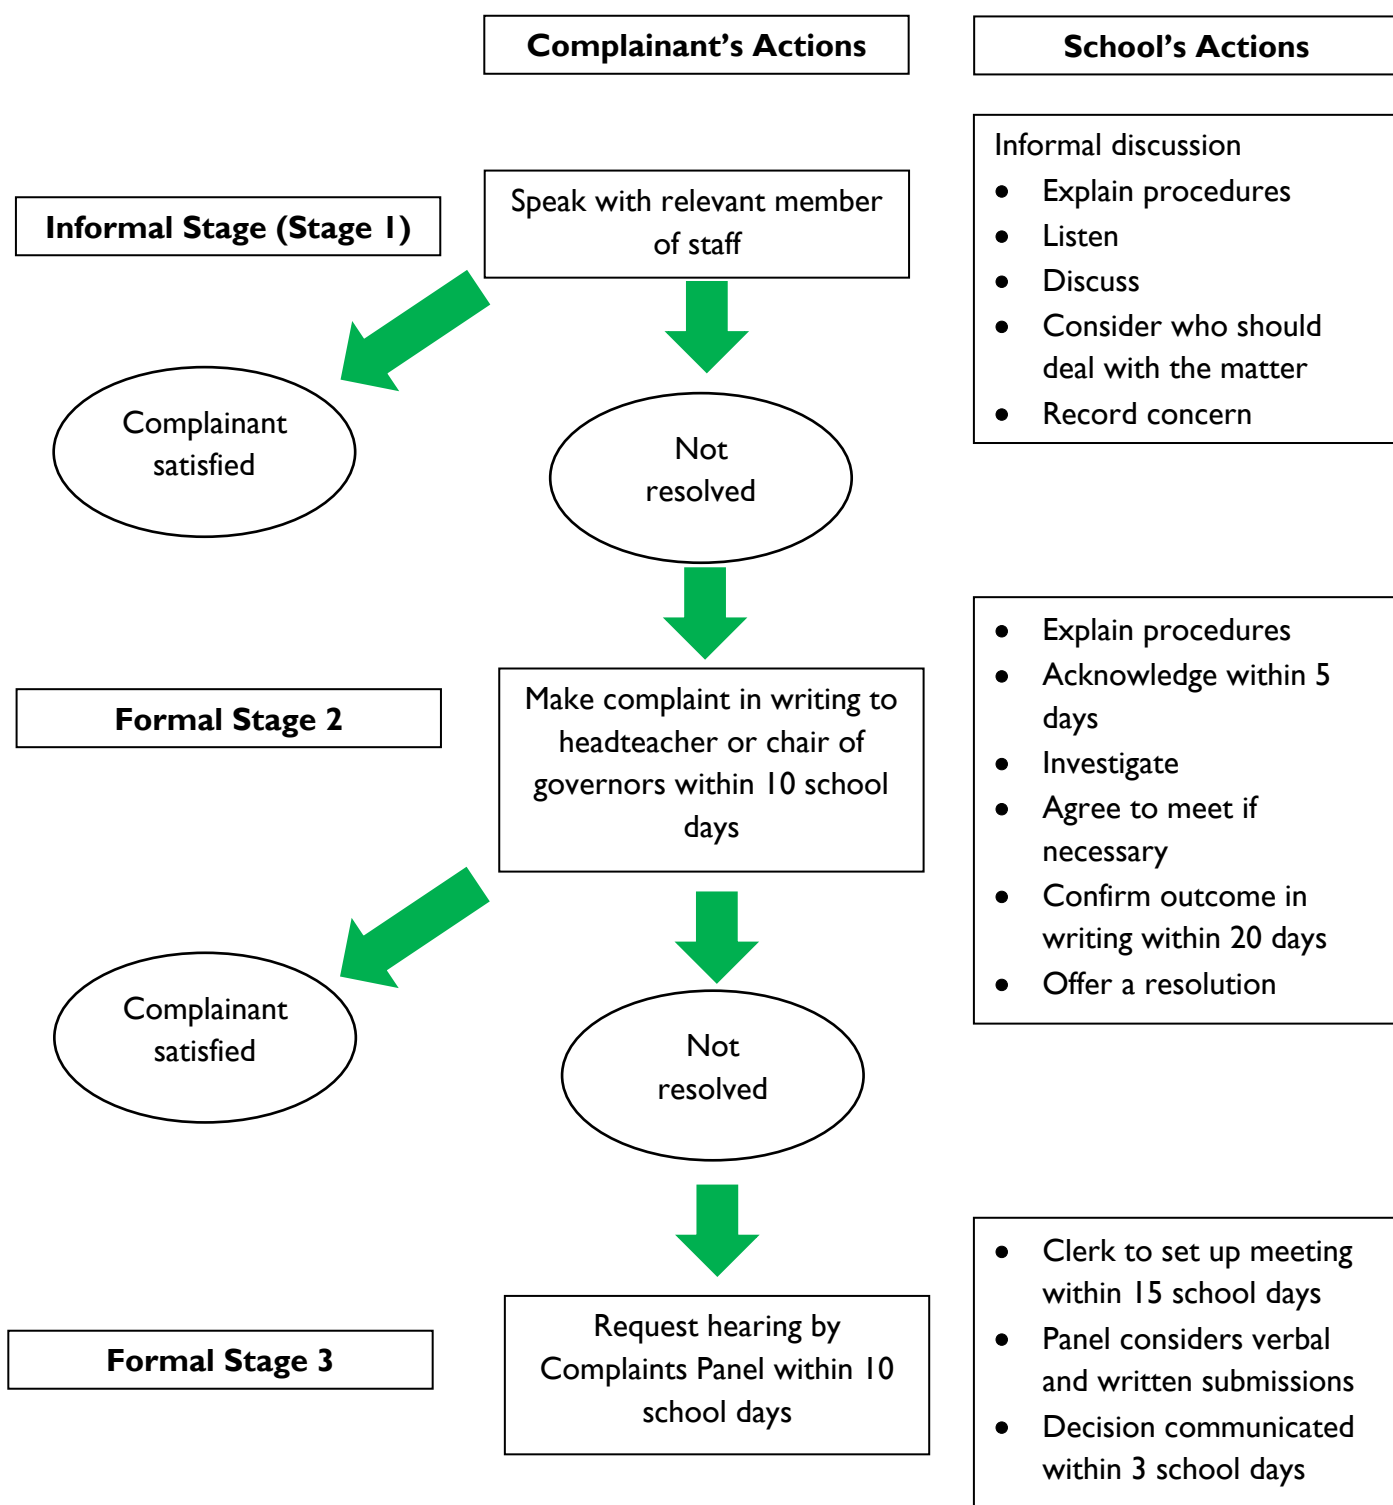 Complainant's Actions
School's Actions
Informal Stage (Stage 1)
Speak with relevant member
of staff
Informal discussion
• Explain procedures
• Listen
• Discuss
• Consider who should
deal with the matter
• Record concern
Complainant
satisfied
Not
resolved
Formal Stage 2
Make complaint in writing to
headteacher or chair of
governors within 10 school
days
• Explain procedures
• Acknowledge within 5
days
• Investigate
• Agree to meet if
necessary
• Confirm outcome in
writing within 20 days
• Offer a resolution
Complainant
satisfied
Not
resolved
Formal Stage 3
Request hearing by
Complaints Panel within 10
school days
• Clerk to set up meeting
within 15 school days
• Panel considers verbal
and written submissions
• Decision communicated
within 3 school days